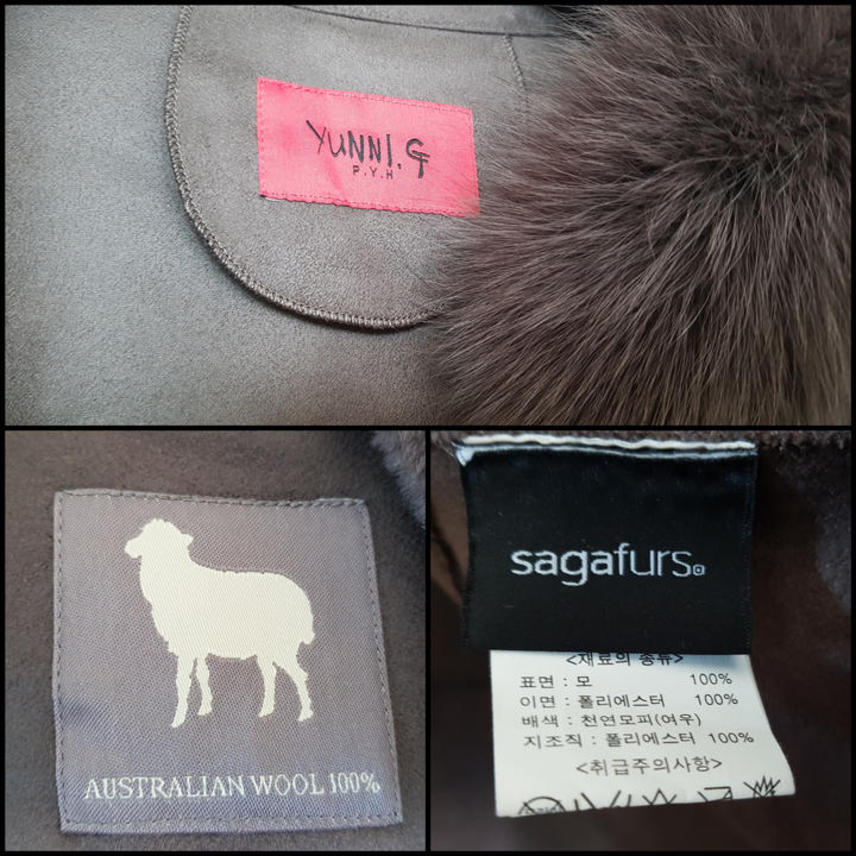 YUNNI.G
P.Y.H
AUSTRALIAN WOOL 100%
sagafurs
<재료의 종류>
표면 : 모 100%
이면 : 폴리에스터 100%
배색 : 천연모피(여우)
지조직 : 폴리에스터 100%
<취급주의사항>